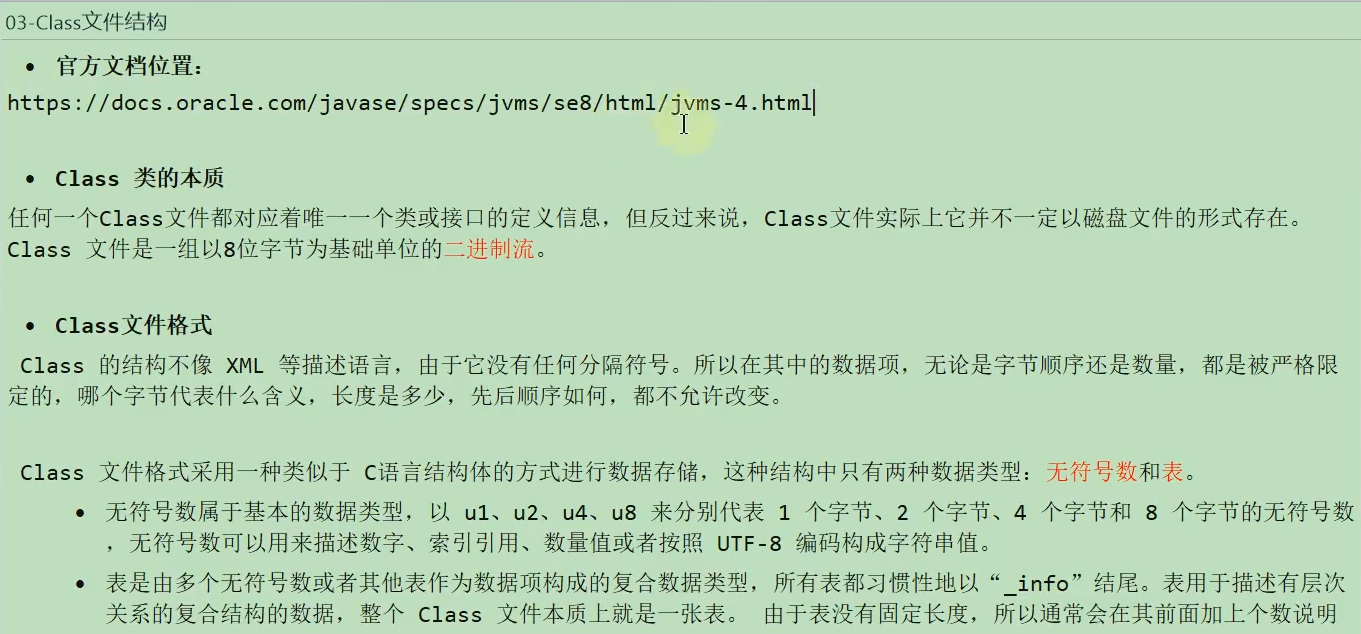 03-Class文件结构
• 官方文档位置：
https://docs.oracle.com/javase/specs/jvms/se8/html/jvms-4.html
• Class 类的本质
任何一个Class文件都对应着唯一一个类或接口的定义信息，但反过来说，Class文件实际上它并不一定以磁盘文件的形式存在。
Class 文件是一组以8位字节为基础单位的二进制流。
• Class文件格式
Class 的结构不像 XML 等描述语言，由于它没有任何分隔符号。所以在其中的数据项，无论是字节顺序还是数量，都是被严格限
定的，哪个字节代表什么含义，长度是多少，先后顺序如何，都不允许改变。
Class 文件格式采用一种类似于 C语言结构体的方式进行数据存储，这种结构中只有两种数据类型：无符号数和表。
• 无符号数属于基本的数据类型，以 u1、u2、u4、u8 来分别代表 1 个字节、2 个字节、4 个字节和 8 个字节的无符号数
，无符号数可以用来描述数字、索引引用、数量值或者按照 UTF-8 编码构成字符串值。
• 表是由多个无符号数或者其他表作为数据项构成的复合数据类型，所有表都习惯性地以“_info”结尾。表用于描述有层次
关系的复合结构的数据，整个 Class 文件本质上就是一张表。 由于表没有固定长度，所以通常会在其前面加上个数说明